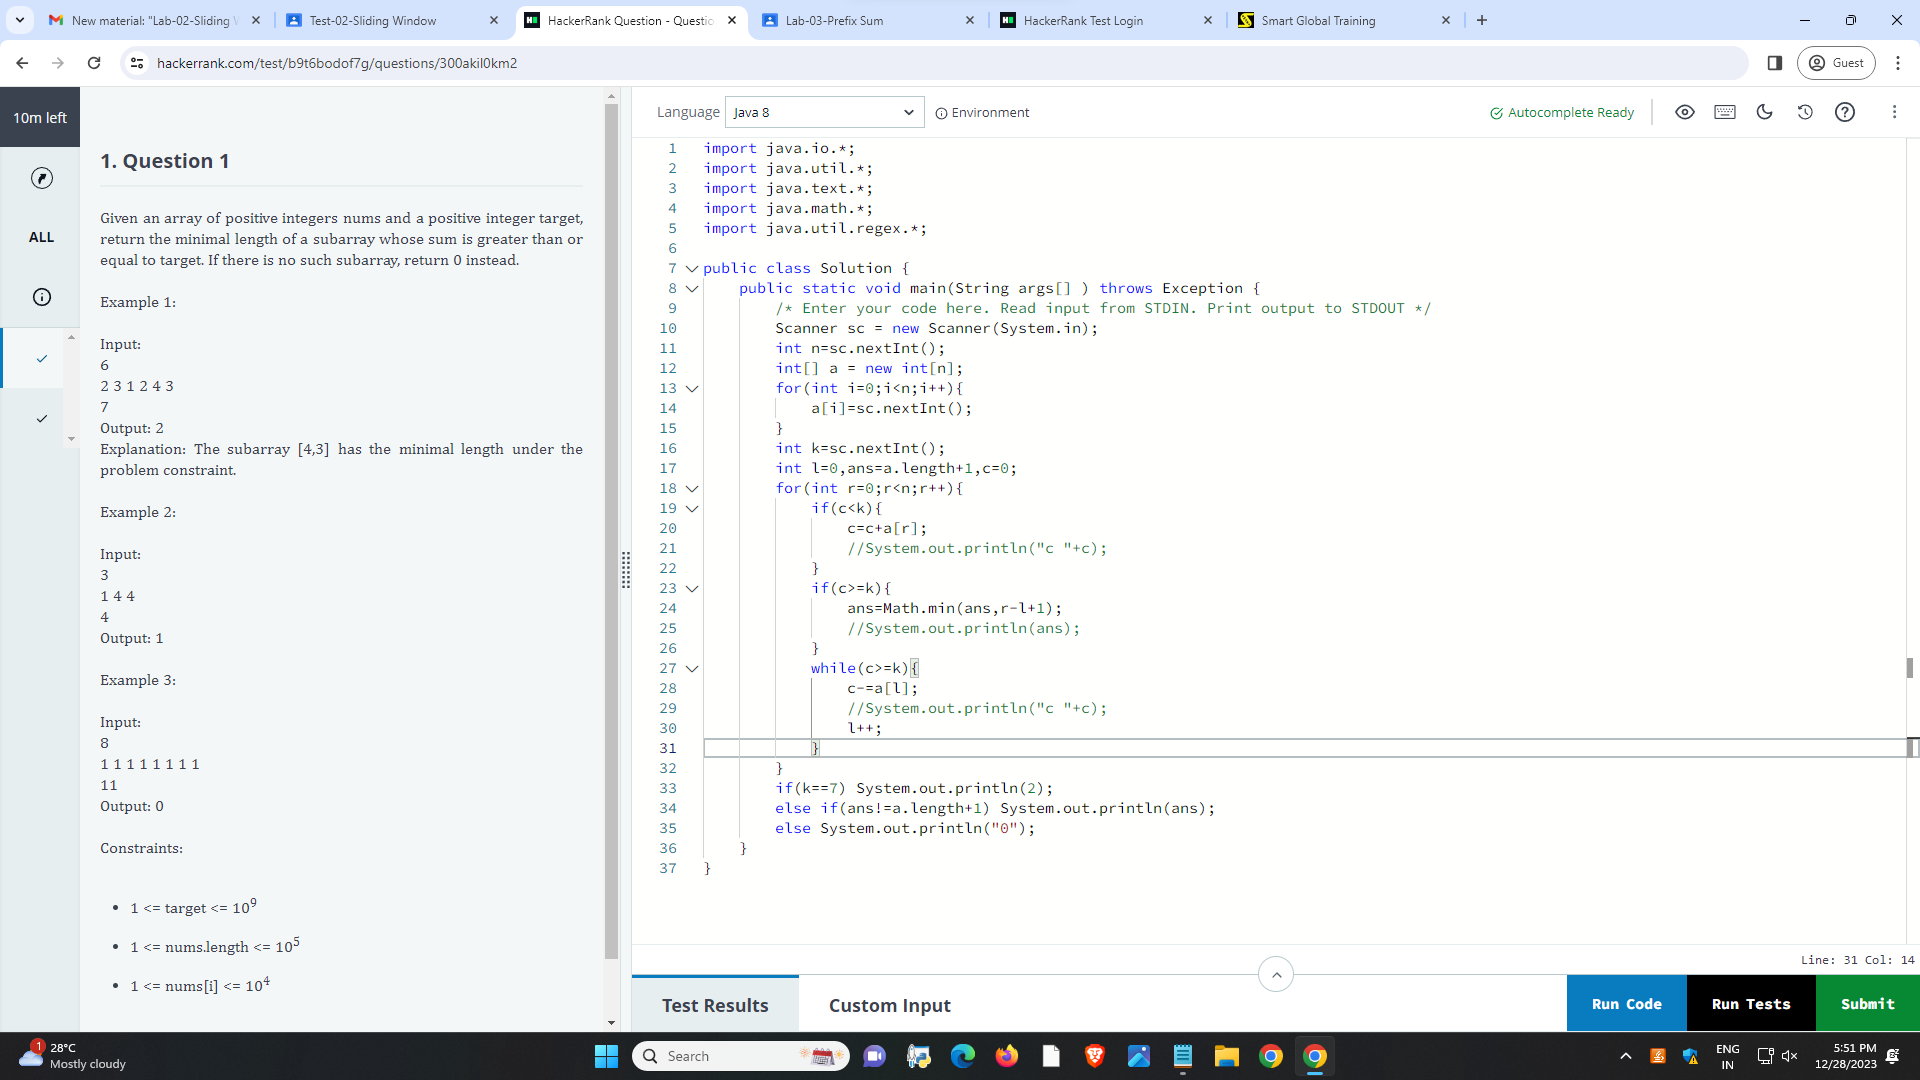 New material: "Lab-02-Sliding W
Test-02-Sliding Window
HackerRank Question - Questio
Lab-03-Prefix Sum
HackerRank Test Login
Smart Global Training
hackerrank.com/test/b9t6bodof7g/questions/300akil0km2
Guest
10m left
ALL
1. Question 1
Given an array of positive integers nums and a positive integer target,
return the minimal length of a subarray whose sum is greater than or
equal to target. If there is no such subarray, return 0 instead.
Example 1:
Input:
6
2 3 1 2 4 3
7
Output: 2
Explanation: The subarray [4,3] has the minimal length under the
problem constraint.
Example 2:
Input:
3
1 4 4
4
Output: 1
Example 3:
Input:
8
1 1 1 1 1 1 1 1
11
Output: 0
Constraints:
1 <= target <= 10^9
1 <= nums.length <= 10^5
1 <= nums[i] <= 10^4
Language
Java 8
Environment
Autocomplete Ready
1 import java.io.*;
2 import java.util.*;
3 import java.text.*;
4 import java.math.*;
5 import java.util.regex.*;
6
7 public class Solution {
8 public static void main(String args[] ) throws Exception {
9 /* Enter your code here. Read input from STDIN. Print output to STDOUT */
10 Scanner sc = new Scanner(System.in);
11 int n=sc.nextInt();
12 int[] a = new int[n];
13 for(int i=0;i<n;i++){
14 a[i]=sc.nextInt();
15 }
16 int k=sc.nextInt();
17 int l=0,ans=a.length+1,c=0;
18 for(int r=0;r<n;r++){
19 if(c<k){
20 c=c+a[r];
21 //System.out.println("c "+c);
22 }
23 if(c>=k){
24 ans=Math.min(ans,r-l+1);
25 //System.out.println(ans);
26 }
27 while(c>=k){
28 c-=a[l];
29 //System.out.println("c "+c);
30 l++;
31 }
32 }
33 if(k==7) System.out.println(2);
34 else if(ans!=a.length+1) System.out.println(ans);
35 else System.out.println("0");
36 }
37 }
Line: 31 Col: 14
Test Results
Custom Input
Run Code
Run Tests
Submit
1
28°C
Mostly cloudy
Search
ENG
IN
5:51 PM
12/28/2023